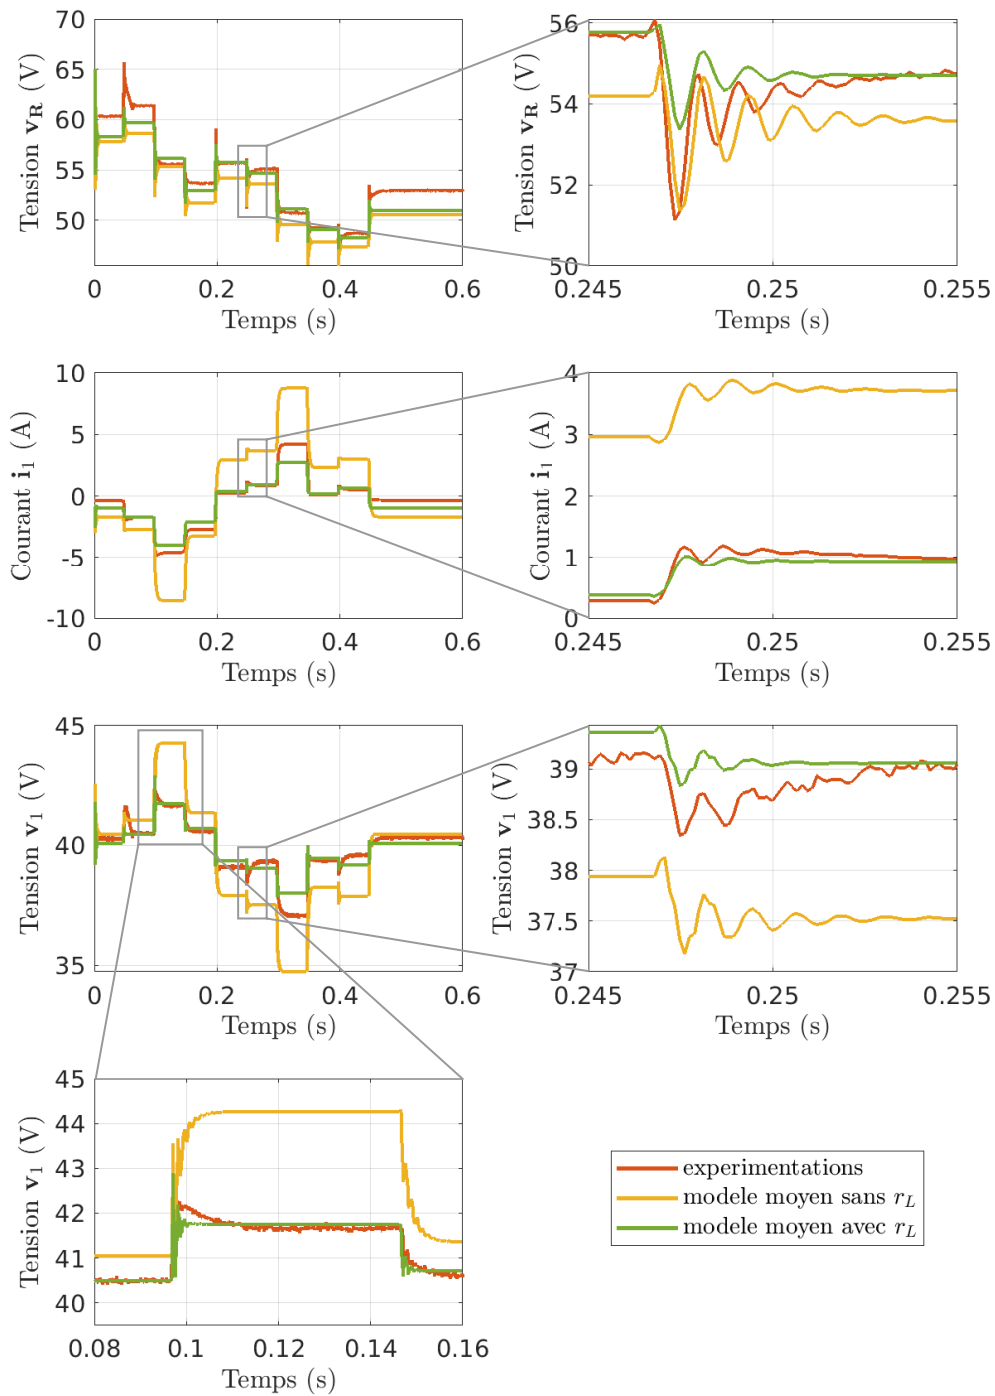 70
65
60
55
50
Tension v_R (V)
0 0.2 0.4 0.6
Temps (s)
56
54
52
50
Tension v_R (V)
0.245 0.25 0.255
Temps (s)
10
5
0
-5
-10
Courant i_1 (A)
0 0.2 0.4 0.6
Temps (s)
4
3
2
1
0
Courant i_1 (A)
0.245 0.25 0.255
Temps (s)
45
40
35
Tension v_1 (V)
0 0.2 0.4 0.6
Temps (s)
39
38.5
38
37.5
37
Tension v_1 (V)
0.245 0.25 0.255
Temps (s)
45
44
43
42
41
40
Tension v_1 (V)
0.08 0.1 0.12 0.14 0.16
Temps (s)
experimentations
modele moyen sans r_L
modele moyen avec r_L